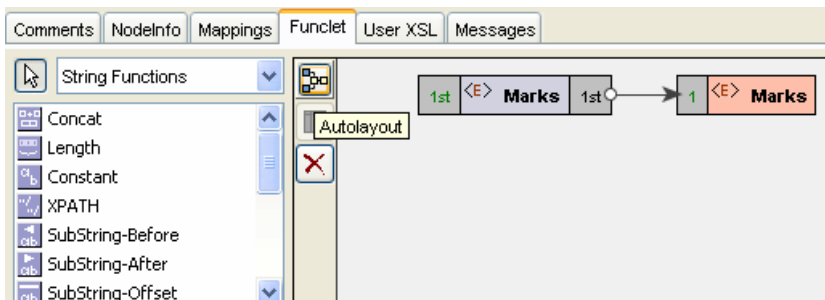 Comments NodeInfo Mappings Funclet User XSL Messages
String Functions
1st <E> Marks 1st 1 <E> Marks
Concat
Autolayout
Length
Constant
XPATH
SubString-Before
SubString-After
SubString-Offset